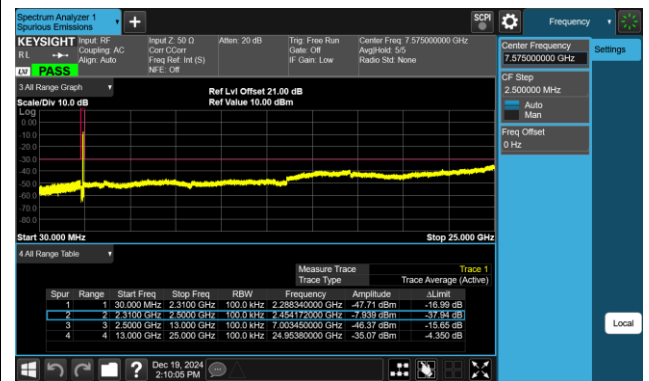 Spectrum Analyzer 1
Spurious Emissions
SCPI
Frequency
KEYSIGHT
RL
PASS
Input: RF
Coupling: AC
Align: Auto
Input Z: 50 Ω
Corr CCorr
Freq Ref: Int (S)
NFE: Off
Atten: 20 dB
Trig: Free Run
Gate: Off
IF Gain: Low
Center Freq: 7.575000000 GHz
Avg|Hold: 5/5
Radio Std: None
Center Frequency
7.575000000 GHz
Settings
CF Step
2.500000 MHz
Auto
Man
Freq Offset
0 Hz
3 All Range Graph
Scale/Div 10.0 dB
Ref Lvl Offset 21.00 dB
Ref Value 10.00 dBm
Log
0.00
-10.0
-20.0
-30.0
-40.0
-50.0
-60.0
-70.0
-80.0
Start 30.000 MHz
Stop 25.000 GHz
4 All Range Table
Measure Trace Trace 1
Trace Type Trace Average (Active)
Spur Range Start Freq Stop Freq RBW Frequency Amplitude ΔLimit
1 1 30.000 MHz 2.3100 GHz 100.0 kHz 2.288340000 GHz -47.71 dBm -16.99 dB
2 2 2.3100 GHz 2.5000 GHz 100.0 kHz 2.454172000 GHz -7.939 dBm -37.94 dB
3 3 2.5000 GHz 13.000 GHz 100.0 kHz 7.003450000 GHz -46.37 dBm -15.65 dB
4 4 13.000 GHz 25.000 GHz 100.0 kHz 24.95380000 GHz -35.07 dBm -4.350 dB
Local
Dec 19, 2024
2:10:05 PM